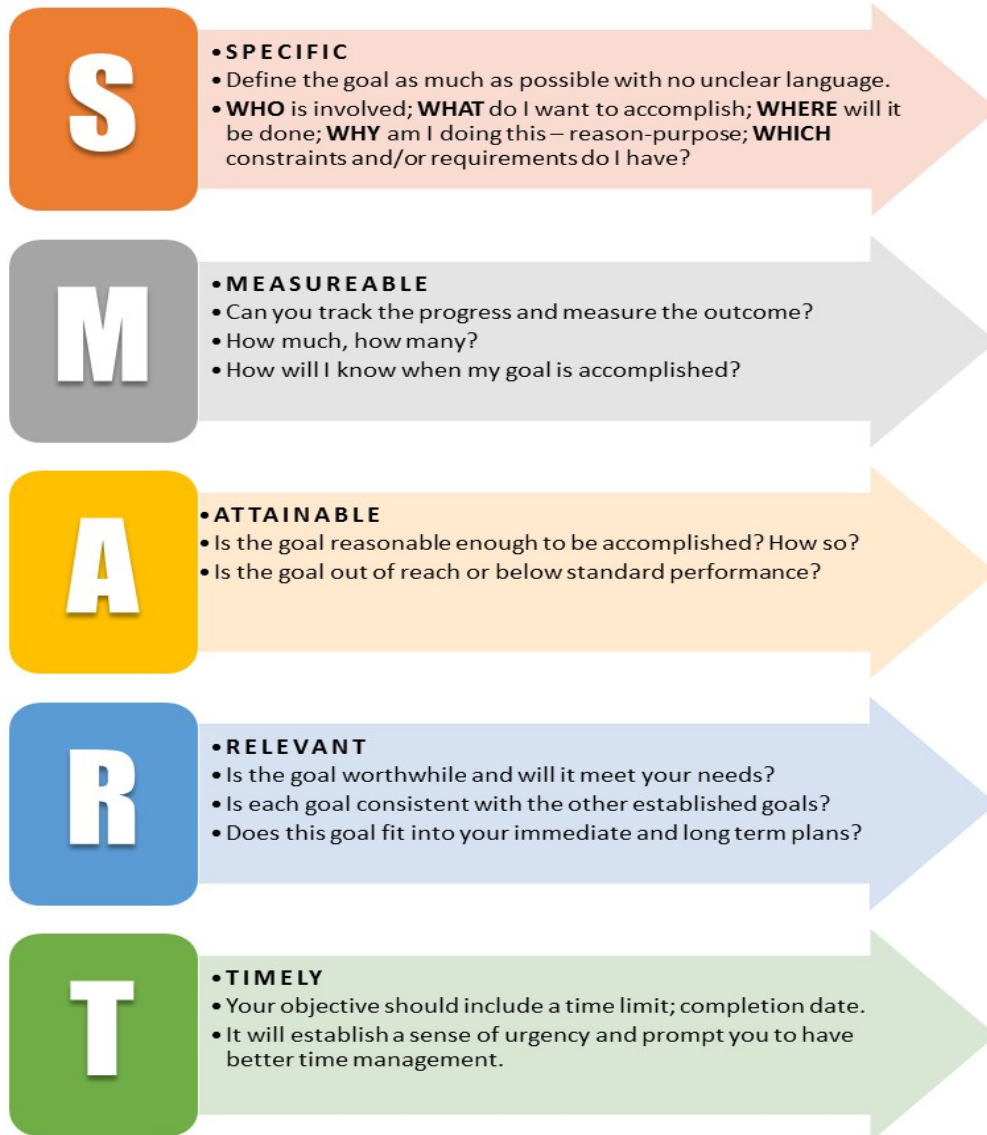 S
• SPECIFIC
• Define the goal as much as possible with no unclear language.
• WHO is involved; WHAT do I want to accomplish; WHERE will it
be done; WHY am I doing this – reason-purpose; WHICH
constraints and/or requirements do I have?
M
• MEASUREABLE
• Can you track the progress and measure the outcome?
• How much, how many?
• How will I know when my goal is accomplished?
A
• ATTAINABLE
• Is the goal reasonable enough to be accomplished? How so?
• Is the goal out of reach or below standard performance?
R
• RELEVANT
• Is the goal worthwhile and will it meet your needs?
• Is each goal consistent with the other established goals?
• Does this goal fit into your immediate and long term plans?
T
• TIMELY
• Your objective should include a time limit; completion date.
• It will establish a sense of urgency and prompt you to have
better time management.